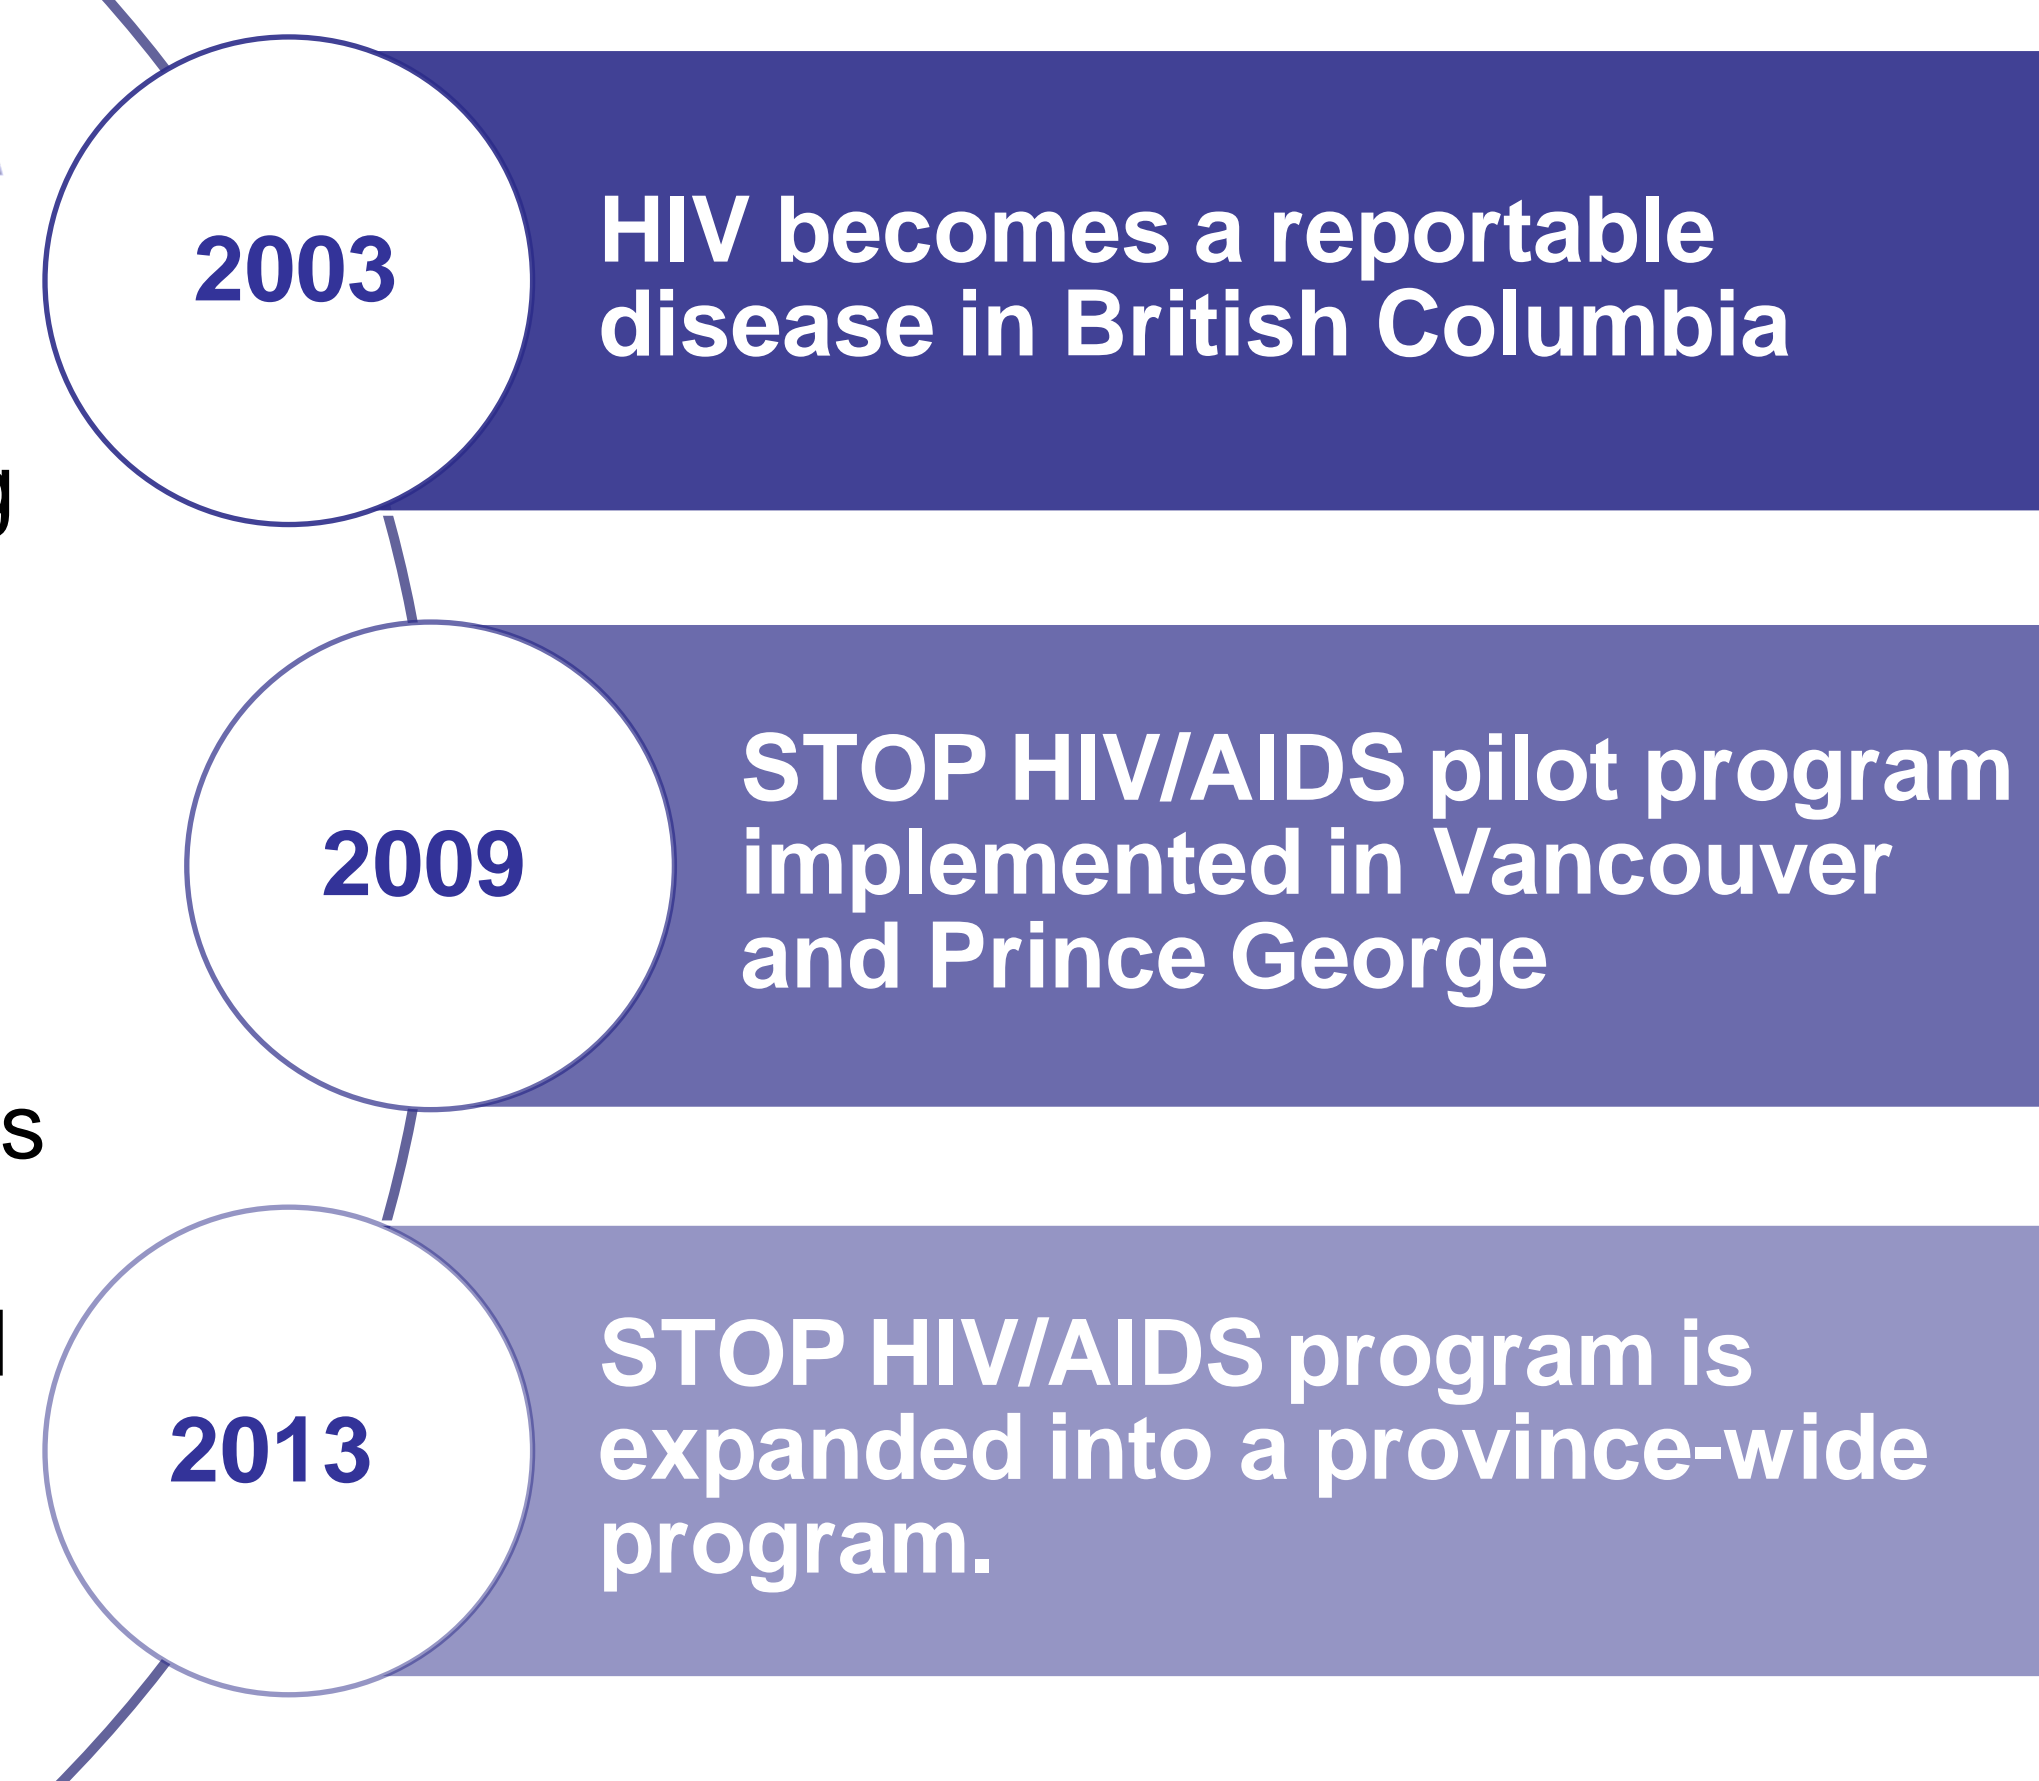 2003
HIV becomes a reportable
disease in British Columbia
g
2009
STOP HIV/AIDS pilot program
implemented in Vancouver
and Prince George
s
2013
STOP HIV/AIDS program is
expanded into a province-wide
program.